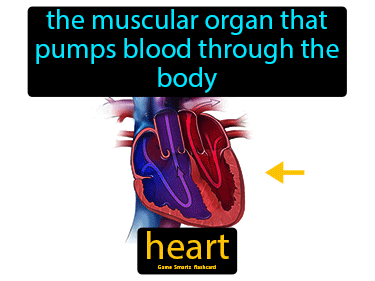 the muscular organ that
pumps blood through the
body
heart
Game Smartz flashcard